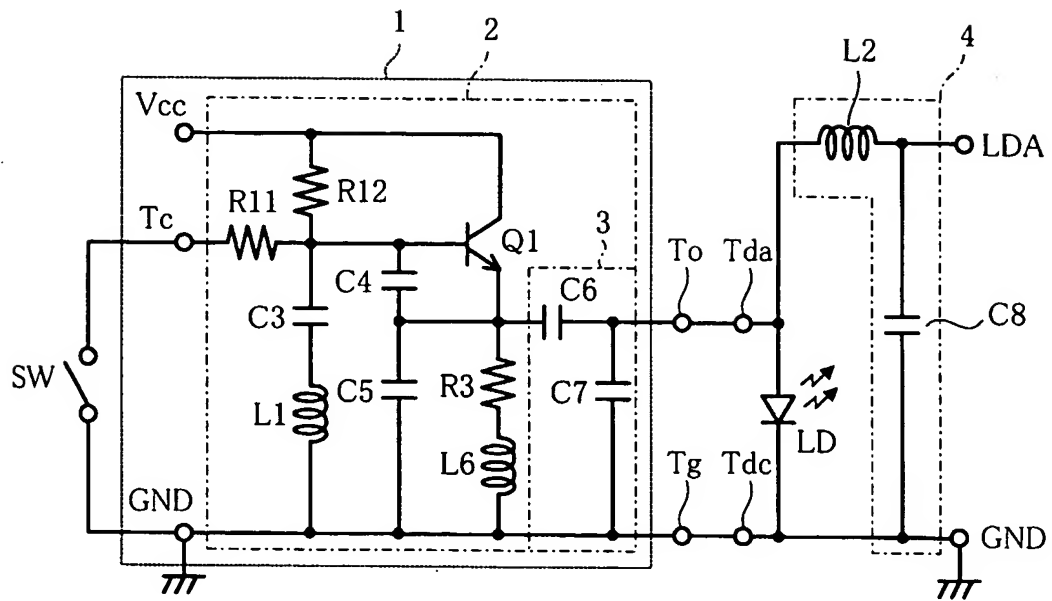 1
2
L2
4
Vcc
LDA
R12
R11
Tc
Q1
3
To
Tda
C4
C6
C3
C8
SW
C5
R3
C7
L1
LD
L6
Tg
Tdc
GND
GND